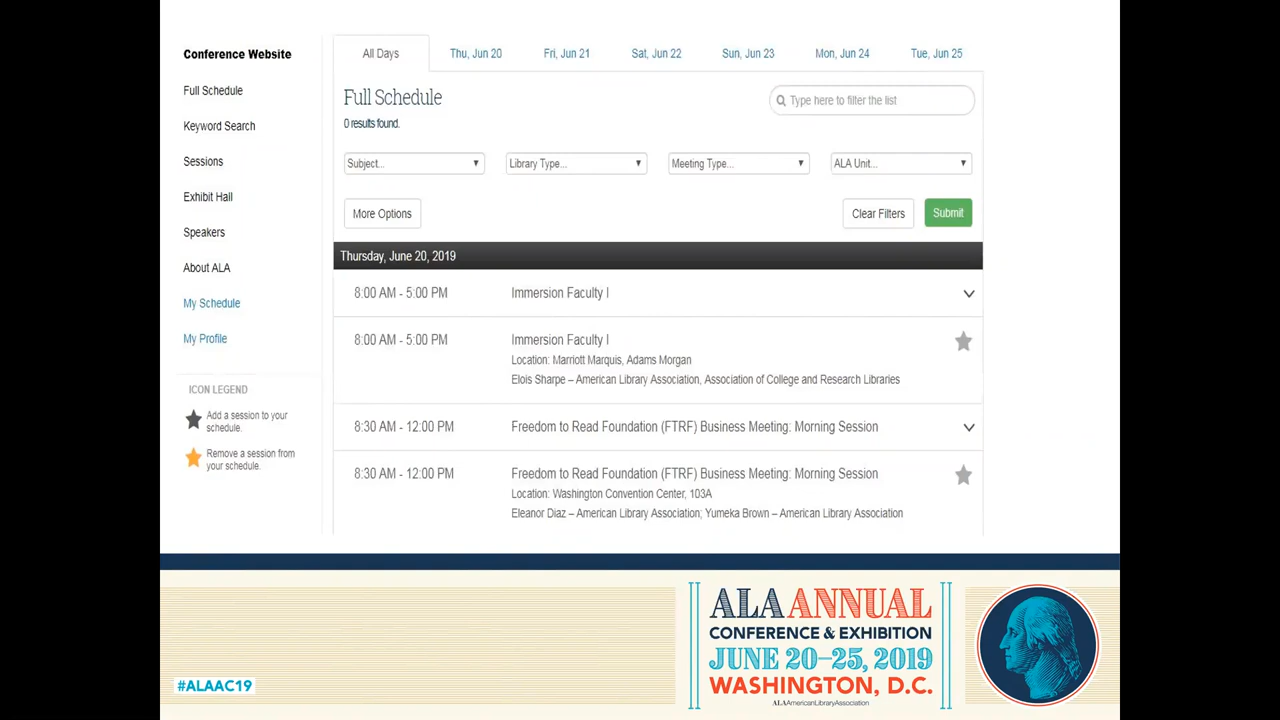 Conference Website
Full Schedule
Keyword Search
Sessions
Exhibit Hall
Speakers
About ALA
My Schedule
My Profile
ICON LEGEND
Add a session to your
schedule.
Remove a session from
your schedule.
All Days
Thu, Jun 20
Fri, Jun 21
Sat, Jun 22
Sun, Jun 23
Mon, Jun 24
Tue, Jun 25
Full Schedule
Type here to filter the list
0 results found.
Subject...
Library Type...
Meeting Type...
ALA Unit...
More Options
Clear Filters
Submit
Thursday, June 20, 2019
8:00 AM - 5:00 PM Immersion Faculty I
8:00 AM - 5:00 PM Immersion Faculty I
Location: Marriott Marquis, Adams Morgan
Elois Sharpe – American Library Association, Association of College and Research Libraries
8:30 AM - 12:00 PM Freedom to Read Foundation (FTRF) Business Meeting: Morning Session
8:30 AM - 12:00 PM Freedom to Read Foundation (FTRF) Business Meeting: Morning Session
Location: Washington Convention Center, 103A
Eleanor Diaz – American Library Association; Yumeka Brown – American Library Association
#ALAAC19
ALA ANNUAL
CONFERENCE & EXHIBITION
JUNE 20–25, 2019
WASHINGTON, D.C.
ALAAmericanLibraryAssociation